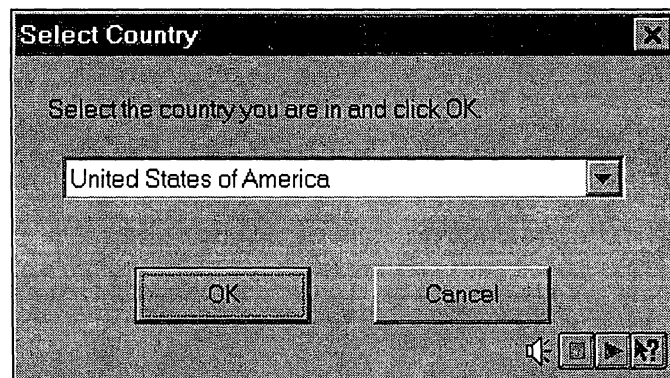 Select Country
Select the country you are in and click OK.
United States of America
OK
Cancel